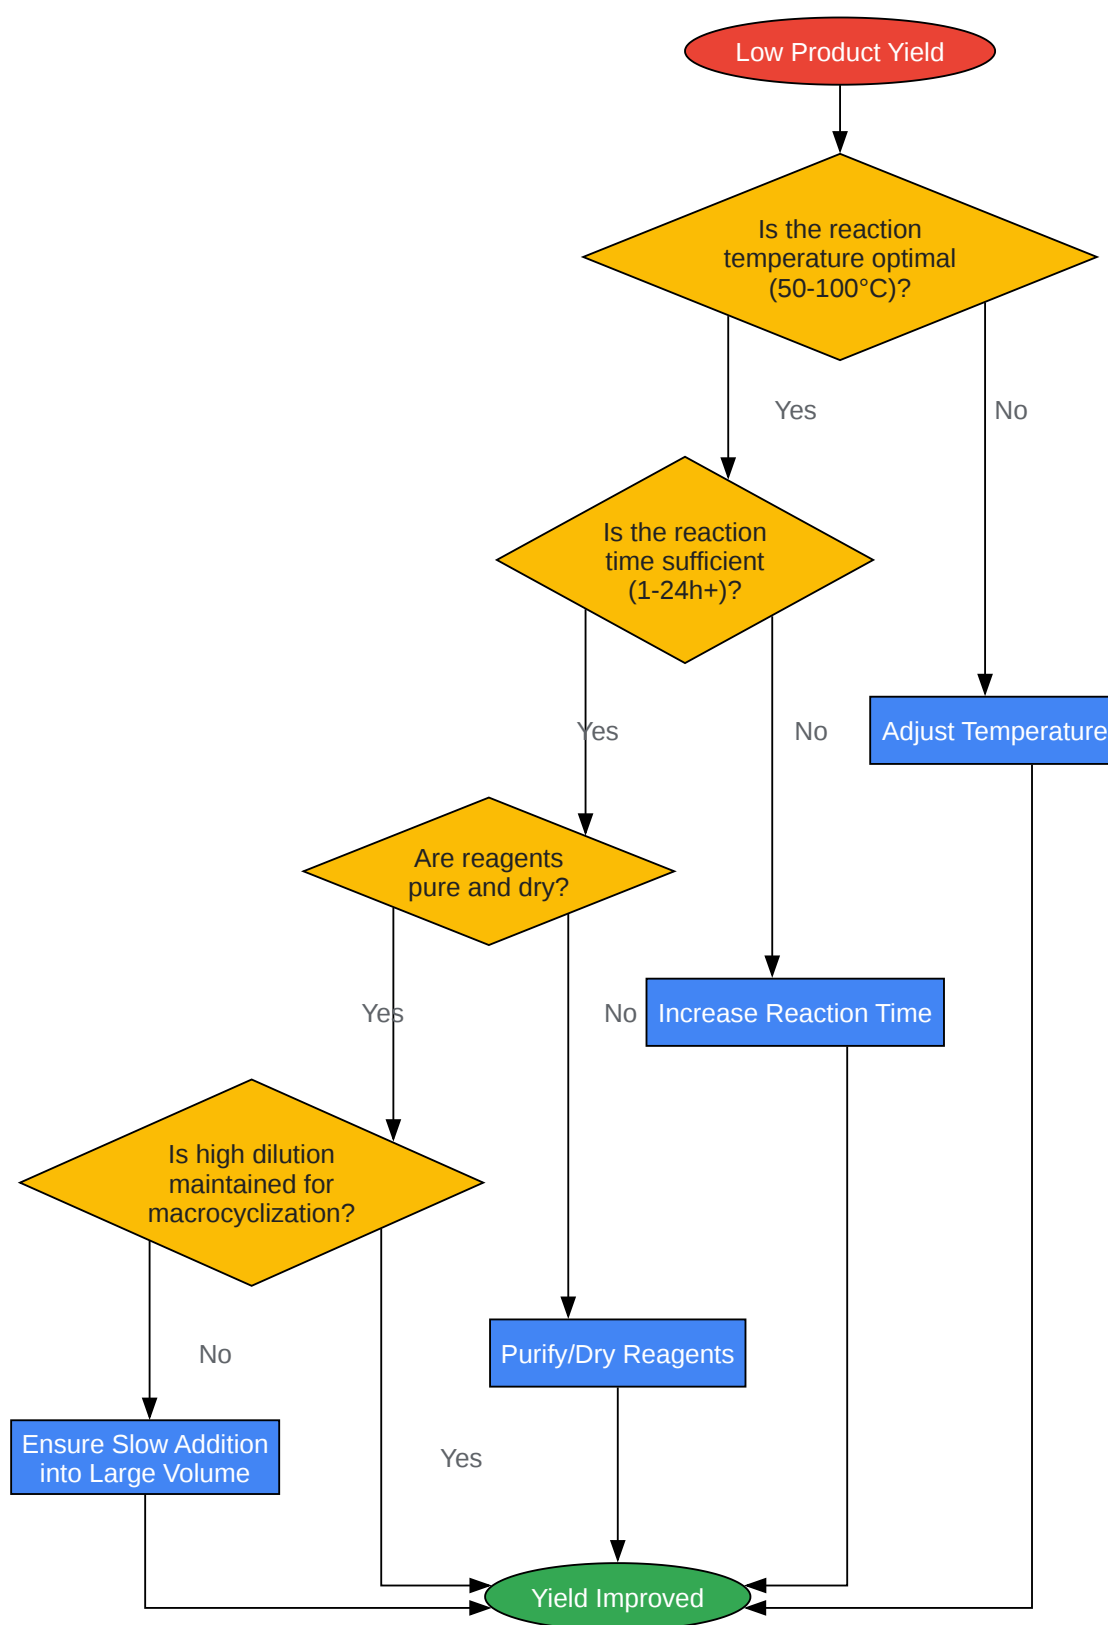 Low Product Yield
Is the reaction
temperature optimal
(50-100°C)?
Yes
No
Is the reaction
time sufficient
(1-24h+)?
Yes
No
Adjust Temperature
Are reagents
pure and dry?
Yes
No
Increase Reaction Time
Is high dilution
maintained for
macrocyclization?
No
Purify/Dry Reagents
Ensure Slow Addition
into Large Volume
Yes
Yield Improved